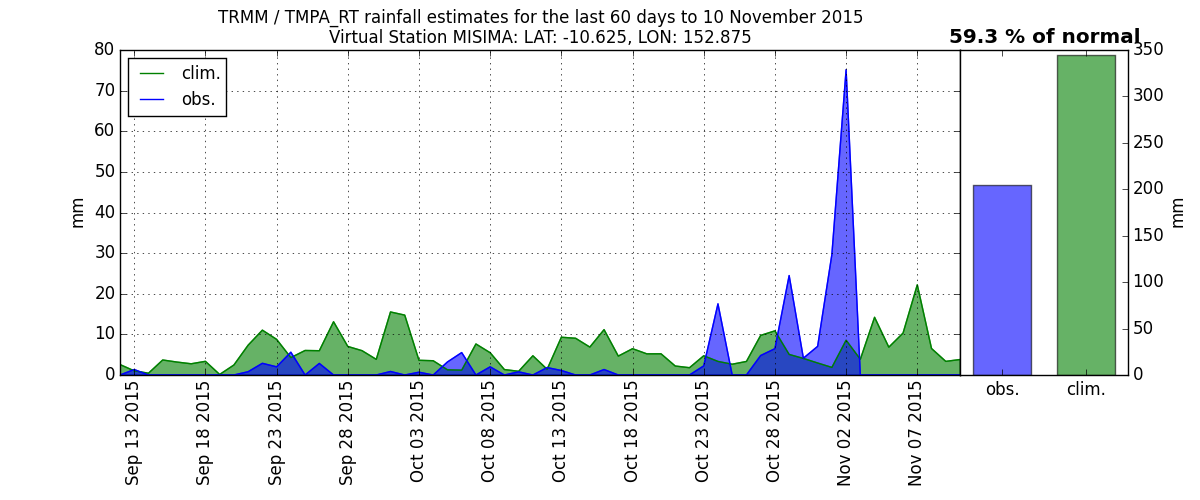 TRMM / TMPA_RT rainfall estimates for the last 60 days to 10 November 2015
Virtual Station MISIMA: LAT: -10.625, LON: 152.875
59.3 % of normal
clim.
obs.
mm
80
70
60
50
40
30
20
10
0
Sep 13 2015
Sep 18 2015
Sep 23 2015
Sep 28 2015
Oct 03 2015
Oct 08 2015
Oct 13 2015
Oct 18 2015
Oct 23 2015
Oct 28 2015
Nov 02 2015
Nov 07 2015
obs.
clim.
350
300
250
200
150
100
50
0
mm